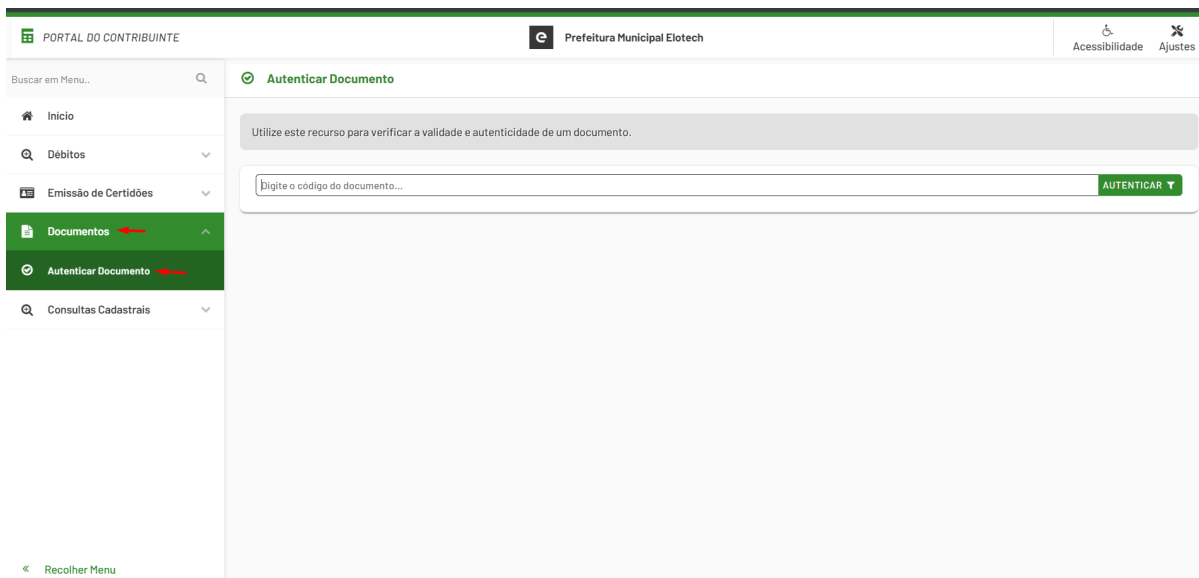 PORTAL DO CONTRIBUINTE
e Prefeitura Municipal Elotech
Acessibilidade
Ajustes
Buscar em Menu..
Início
Débitos
Emissão de Certidões
Documentos
Autenticar Documento
Consultas Cadastrais
Recolher Menu
Autenticar Documento
Utilize este recurso para verificar a validade e autenticidade de um documento.
Digite o código do documento...
AUTENTICAR